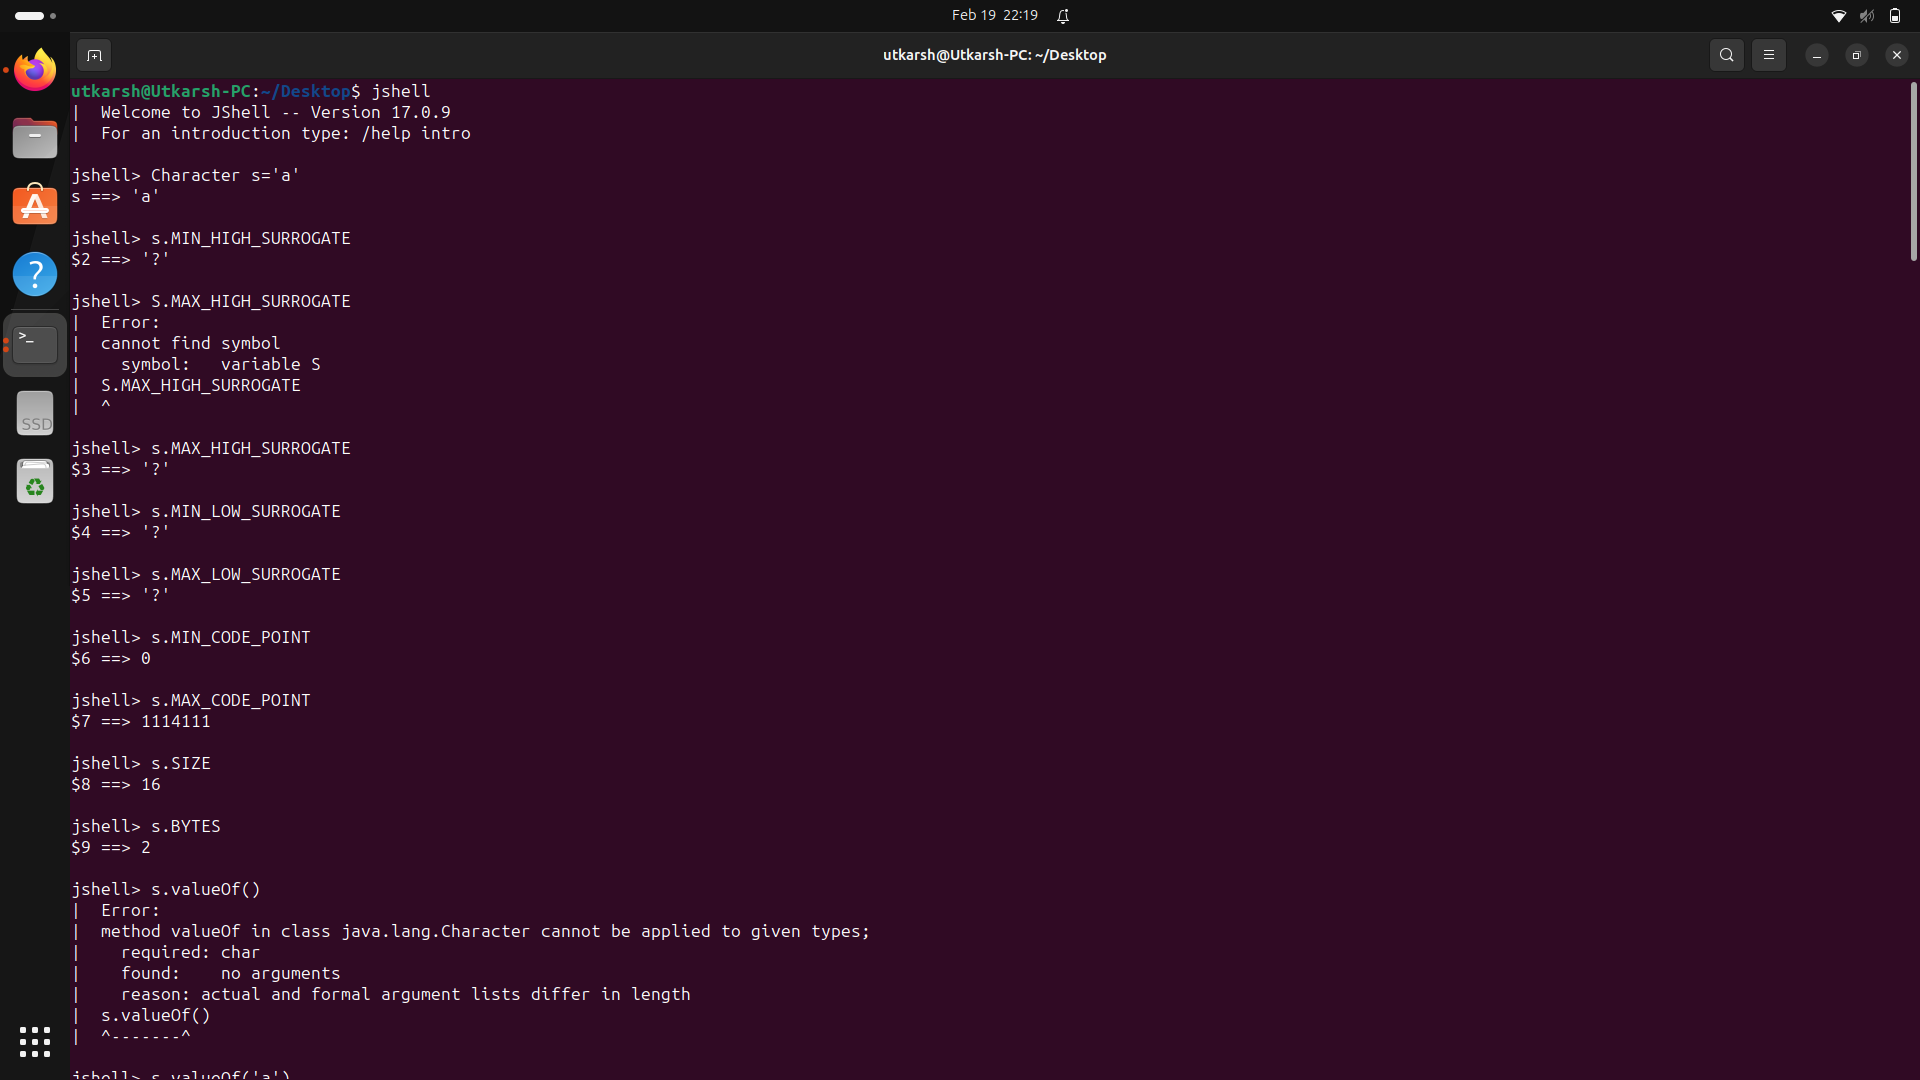 Feb 19 22:19
utkarsh@Utkarsh-PC: ~/Desktop
utkarsh@Utkarsh-PC:~/Desktop$ jshell
|  Welcome to JShell -- Version 17.0.9
|  For an introduction type: /help intro
jshell> Character s='a'
s ==> 'a'
jshell> s.MIN_HIGH_SURROGATE
$2 ==> '?'
jshell> S.MAX_HIGH_SURROGATE
|  Error:
|  cannot find symbol
|    symbol:   variable S
|  S.MAX_HIGH_SURROGATE
|  ^
jshell> s.MAX_HIGH_SURROGATE
$3 ==> '?'
jshell> s.MIN_LOW_SURROGATE
$4 ==> '?'
jshell> s.MAX_LOW_SURROGATE
$5 ==> '?'
jshell> s.MIN_CODE_POINT
$6 ==> 0
jshell> s.MAX_CODE_POINT
$7 ==> 1114111
jshell> s.SIZE
$8 ==> 16
jshell> s.BYTES
$9 ==> 2
jshell> s.valueOf()
|  Error:
|  method valueOf in class java.lang.Character cannot be applied to given types;
|    required: char
|    found:    no arguments
|    reason: actual and formal argument lists differ in length
|  s.valueOf()
|  ^-------^
jshell> s.valueOf('a')
SSD